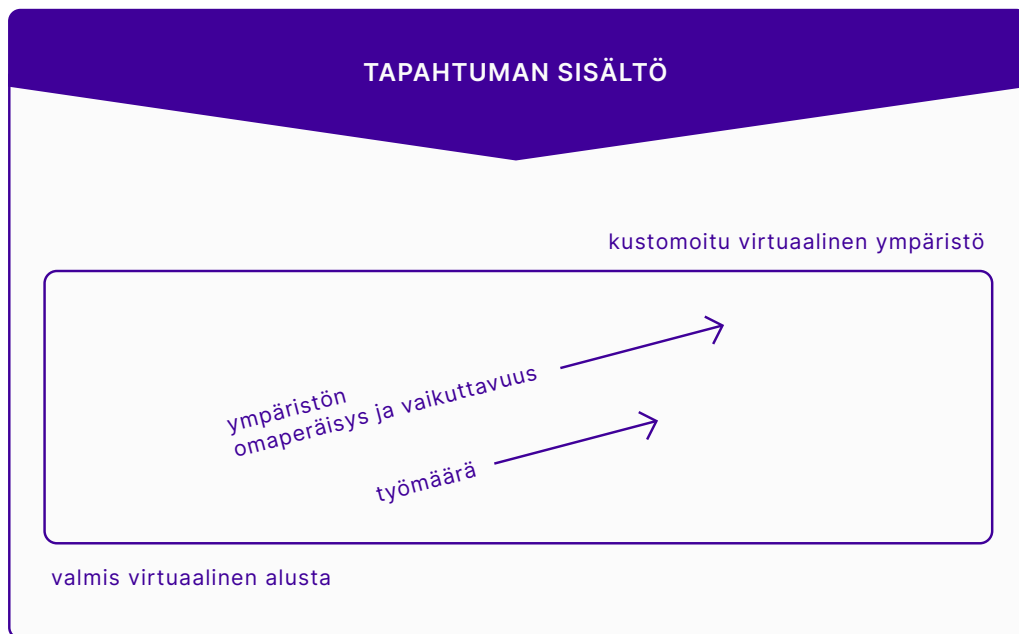 TAPAHTUMAN SISÄLTÖ
kustomoitu virtuaalinen ympäristö
ympäristön
omaperäisys ja vaikuttavuus
työmäärä
valmis virtuaalinen alusta